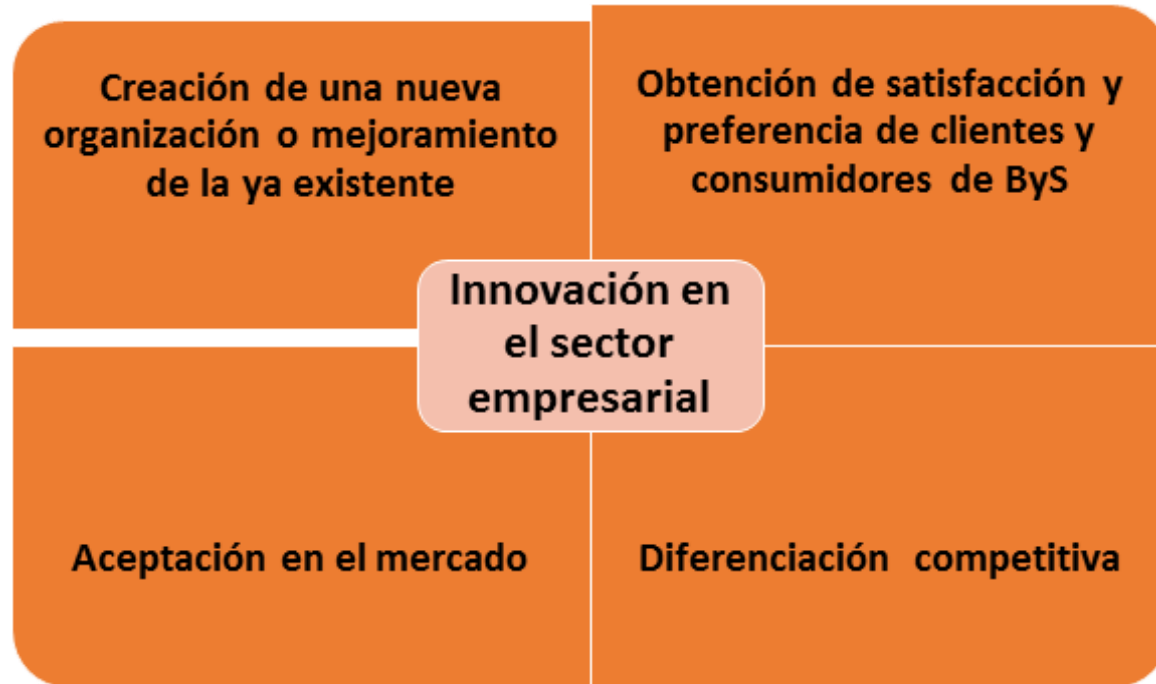 Creación de una nueva
organización o mejoramiento
de la ya existente
Obtención de satisfacción y
preferencia de clientes y
consumidores de ByS
Innovación en
el sector
empresarial
Aceptación en el mercado
Diferenciación competitiva